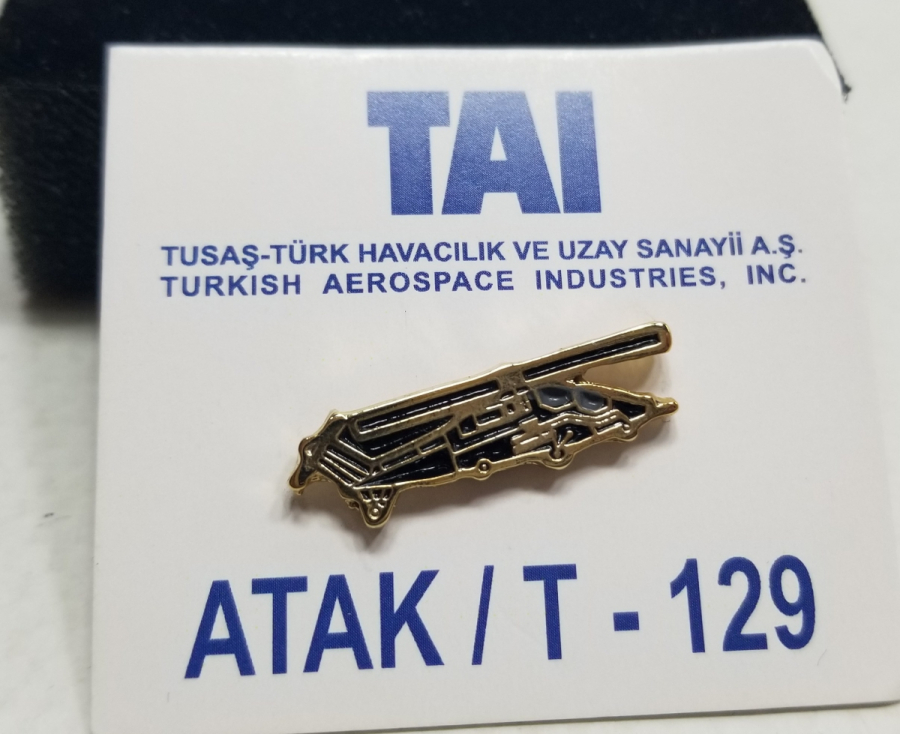 TAI
TUSAŞ-TÜRK HAVACILIK VE UZAY SANAYİİ A.Ş.
TURKISH AEROSPACE INDUSTRIES, INC.
ATAK / T - 129